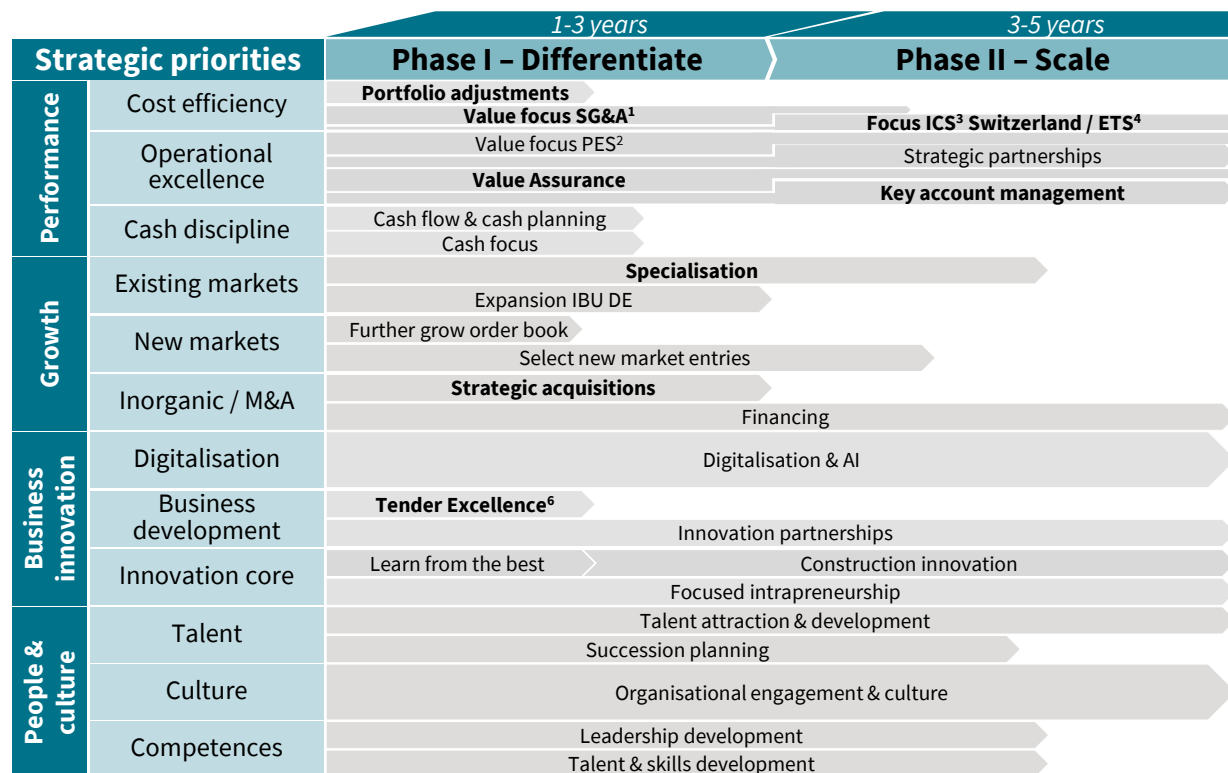 1-3 years
3-5 years
Strategic priorities
Phase I – Differentiate
Phase II – Scale
Performance
Cost efficiency
Portfolio adjustments
Value focus SG&A¹
Focus ICS³ Switzerland / ETS⁴
Operational
excellence
Value focus PES²
Strategic partnerships
Value Assurance
Key account management
Cash discipline
Cash flow & cash planning
Cash focus
Growth
Existing markets
Specialisation
Expansion IBU DE
New markets
Further grow order book
Select new market entries
Inorganic / M&A
Strategic acquisitions
Financing
Business
innovation
Digitalisation
Digitalisation & AI
Business
development
Tender Excellence⁶
Innovation partnerships
Innovation core
Learn from the best
Construction innovation
Focused intrapreneurship
People &
culture
Talent
Talent attraction & development
Succession planning
Culture
Organisational engagement & culture
Competences
Leadership development
Talent & skills development